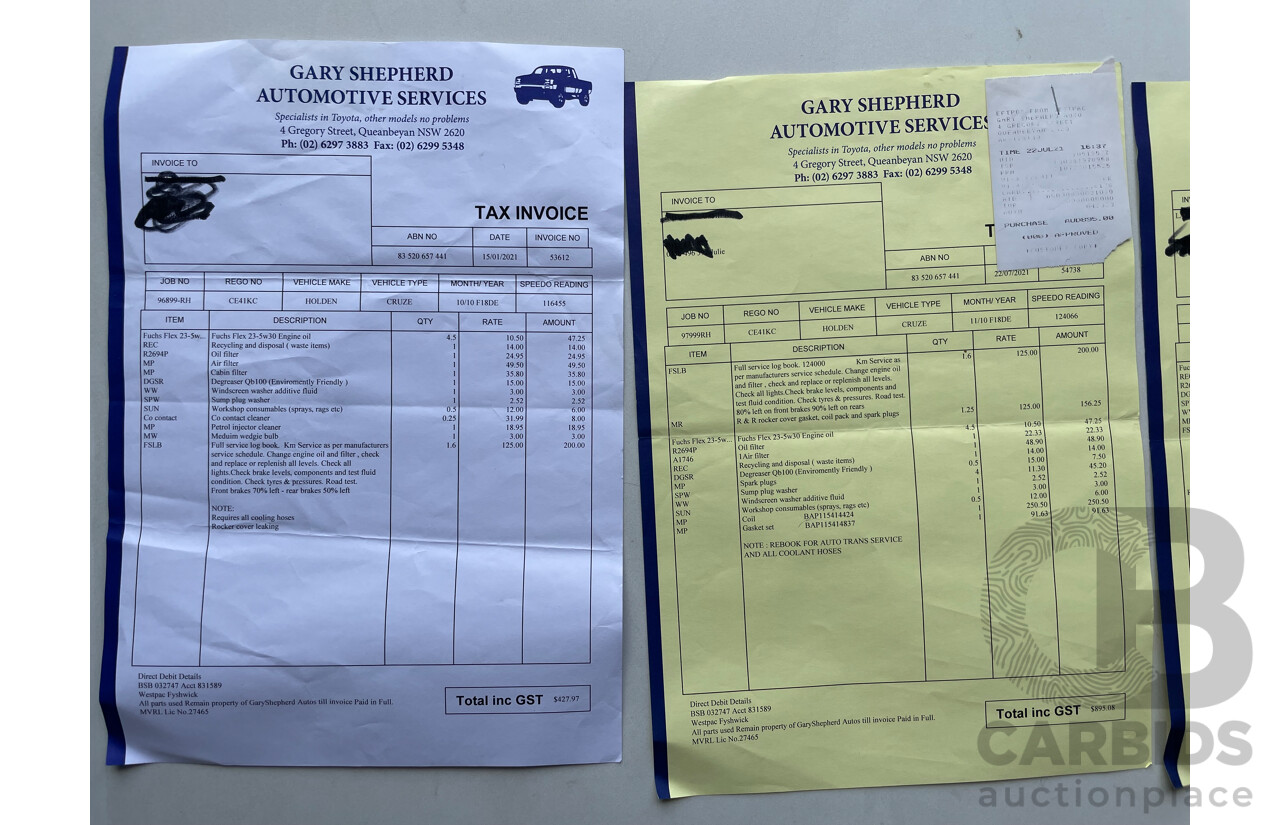 GARY SHEPHERD
AUTOMOTIVE SERVICES
Specialists in Toyota, other models no problems
4 Gregory Street, Queanbeyan NSW 2620
Ph: (02) 6297 3883 Fax: (02) 6299 5348
INVOICE TO
TAX INVOICE
ABN NO DATE INVOICE NO
83 520 657 441 15/01/2021 53612
JOB NO REGO NO VEHICLE MAKE VEHICLE TYPE MONTH/ YEAR SPEEDO READING
96899-RH CE41KC HOLDEN CRUZE 10/10 F18DE 116455
ITEM DESCRIPTION QTY RATE AMOUNT
Fuchs Flex 23-5w... Fuchs Flex 23-5w30 Engine oil 4.5 10.50 47.25
REC Recycling and disposal ( waste items) 1 14.00 14.00
R2694P Oil filter 1 24.95 24.95
MP Air filter 1 49.50 49.50
MP Cabin filter 1 35.80 35.80
DGSR Degreaser Qb100 (Enviromently Friendly ) 1 15.00 15.00
WW Windscreen washer additive fluid 1 3.00 3.00
SPW Sump plug washer 1 2.52 2.52
SUN Workshop consumables (sprays, rags etc) 0.5 12.00 6.00
Co contact Co contact cleaner 0.25 31.99 8.00
MP Petrol injector cleaner 1 18.95 18.95
MW Meduim wedgie bulb 1 3.00 3.00
FSLB Full service log book. Km Service as per manufacturers 1.6 125.00 200.00
service schedule. Change engine oil and filter , check
and replace or replenish all levels. Check all
lights.Check brake levels, components and test fluid
condition. Check tyres & pressures. Road test.
Front brakes 70% left - rear brakes 50% left
NOTE:
Requires all cooling hoses
Rocker cover leaking
Direct Debit Details
BSB 032747 Acct 831589
Westpac Fyshwick
All parts used Remain property of GaryShepherd Autos till invoice Paid in Full.
MVRL Lic No.27465
Total inc GST $427.97
GARY SHEPHERD
AUTOMOTIVE SERVICES
Specialists in Toyota, other models no problems
4 Gregory Street, Queanbeyan NSW 2620
Ph: (02) 6297 3883 Fax: (02) 6299 5348
TIME 22JUL21 16:37
PURCHASE AUD895.00
APPROVED
INVOICE TO
Julie
T
ABN NO
83 520 657 441 22/07/2021 54738
JOB NO REGO NO VEHICLE MAKE VEHICLE TYPE MONTH/ YEAR SPEEDO READING
97999RH CE41KC HOLDEN CRUZE 11/10 F18DE 124066
ITEM DESCRIPTION QTY RATE AMOUNT
FSLB Full service log book. 124000 Km Service as 1.6 125.00 200.00
per manufacturers service schedule. Change engine oil
and filter , check and replace or replenish all levels.
Check all lights.Check brake levels, components and
test fluid condition. Check tyres & pressures. Road test.
80% left on front brakes 90% left on rears
MR R & R rocker cover gasket, coil pack and spark plugs 1.25 125.00 156.25
Fuchs Flex 23-5w... Fuchs Flex 23-5w30 Engine oil 4.5 10.50 47.25
R2694P Oil filter 1 22.33 22.33
A1746 1Air filter 1 48.90 48.90
REC Recycling and disposal ( waste items) 1 14.00 14.00
DGSR Degreaser Qb100 (Enviromently Friendly ) 0.5 15.00 7.50
MP Spark plugs 4 11.30 45.20
SPW Sump plug washer 1 2.52 2.52
WW Windscreen washer additive fluid 1 3.00 3.00
SUN Workshop consumables (sprays, rags etc) 0.5 12.00 6.00
MP Coil BAP115414424 1 250.50 250.50
MP Gasket set BAP115414837 1 91.63 91.63
NOTE : REBOOK FOR AUTO TRANS SERVICE
AND ALL COOLANT HOSES
Direct Debit Details
BSB 032747 Acct 831589
Westpac Fyshwick
All parts used Remain property of GaryShepherd Autos till invoice Paid in Full.
MVRL Lic No.27465
Total inc GST $895.08
CB
CARBIDS
auctionplace